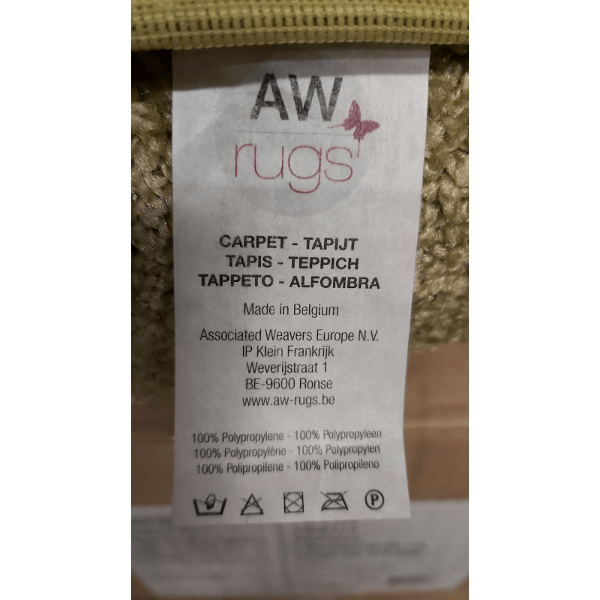 AW
rugs
CARPET - TAPIJT
TAPIS - TEPPICH
TAPPETO - ALFOMBRA
Made in Belgium
Associated Weavers Europe N.V.
IP Klein Frankrijk
Weverijstraat 1
BE-9600 Ronse
www.aw-rugs.be
100% Polypropylene - 100% Polypropyleen
100% Polypropylène - 100% Polypropylen
100% Polipropilene - 100% Polipropileno
P